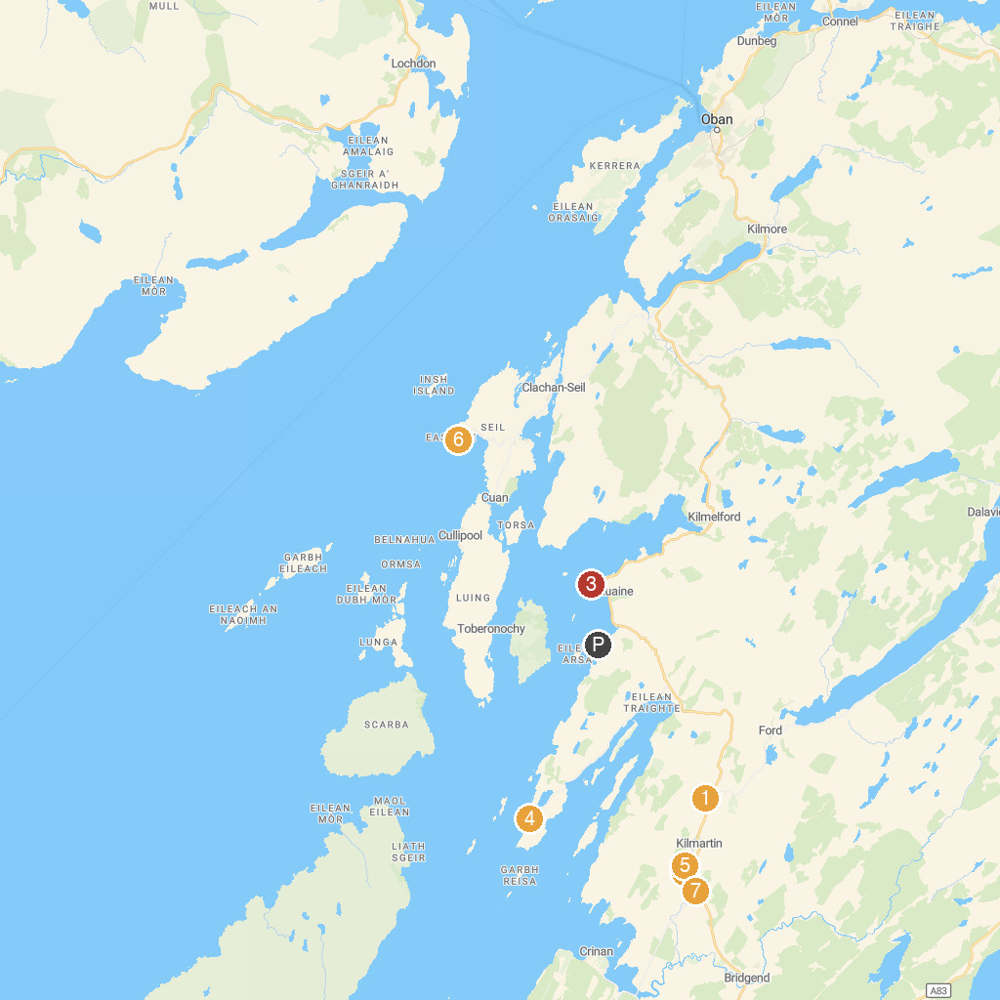 MULL
EILEAN
MÒR
Connel
EILEAN
TRAIGHE
Dunbeg
Lochdon
Oban
EILEAN
AMALAIG
KERRERA
SGEIR A'
GHANRAIDH
EILEAN
ORASAIG
Kilmore
EILEAN
MÒR
INSH
ISLAND
Clachan-Seil
SEIL
6
Cuan
Kilmelford
Dalavi
TORSA
Cullipool
BELNAHUA
GARBH
EILEACH
ORMSA
3
EILEAN
DUBH MÒR
LUING
EILEACH AN
NAOIMH
Toberonochy
LUNGA
P
EILEAN
TRAIGHTE
SCARBA
Ford
1
MAOL
EILEAN
EILEAN
MÒR
4
LIATH
SGEIR
Kilmartin
5
GARBH
REISA
7
Crinan
Bridgend
A83